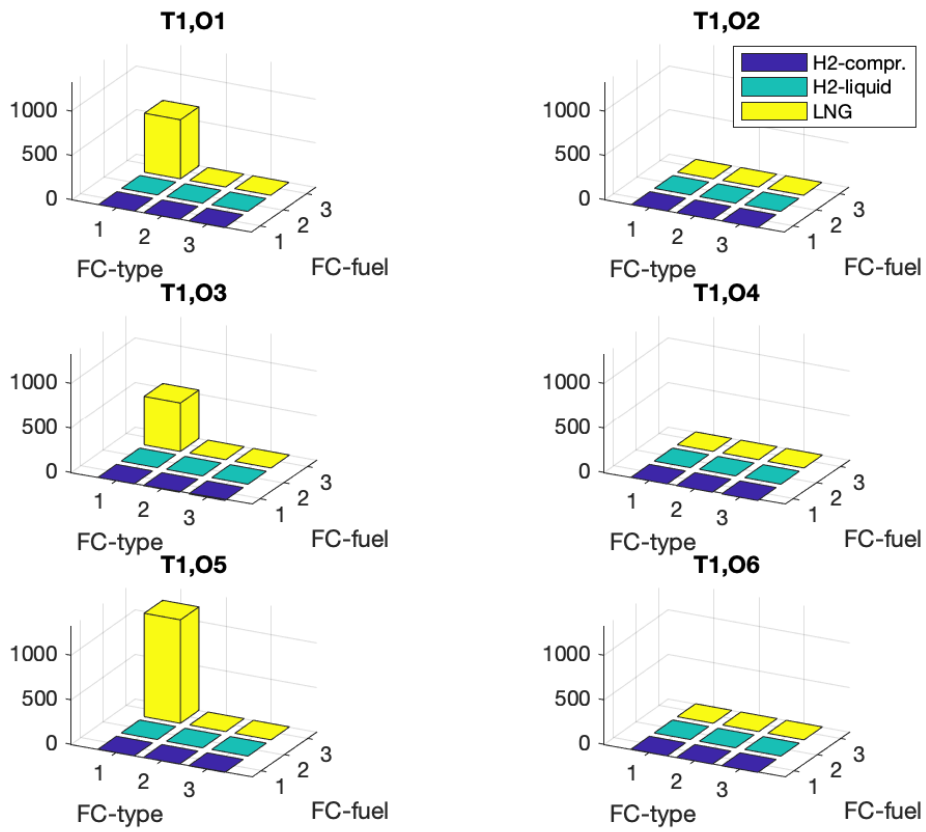 T1,O1
1000
500
0
1
2
3
1
2
3
FC-type
FC-fuel
T1,O2
H2-compr.
H2-liquid
LNG
1000
500
0
1
2
3
1
2
3
FC-type
FC-fuel
T1,O3
1000
500
0
1
2
3
1
2
3
FC-type
FC-fuel
T1,O4
1000
500
0
1
2
3
1
2
3
FC-type
FC-fuel
T1,O5
1000
500
0
1
2
3
1
2
3
FC-type
FC-fuel
T1,O6
1000
500
0
1
2
3
1
2
3
FC-type
FC-fuel